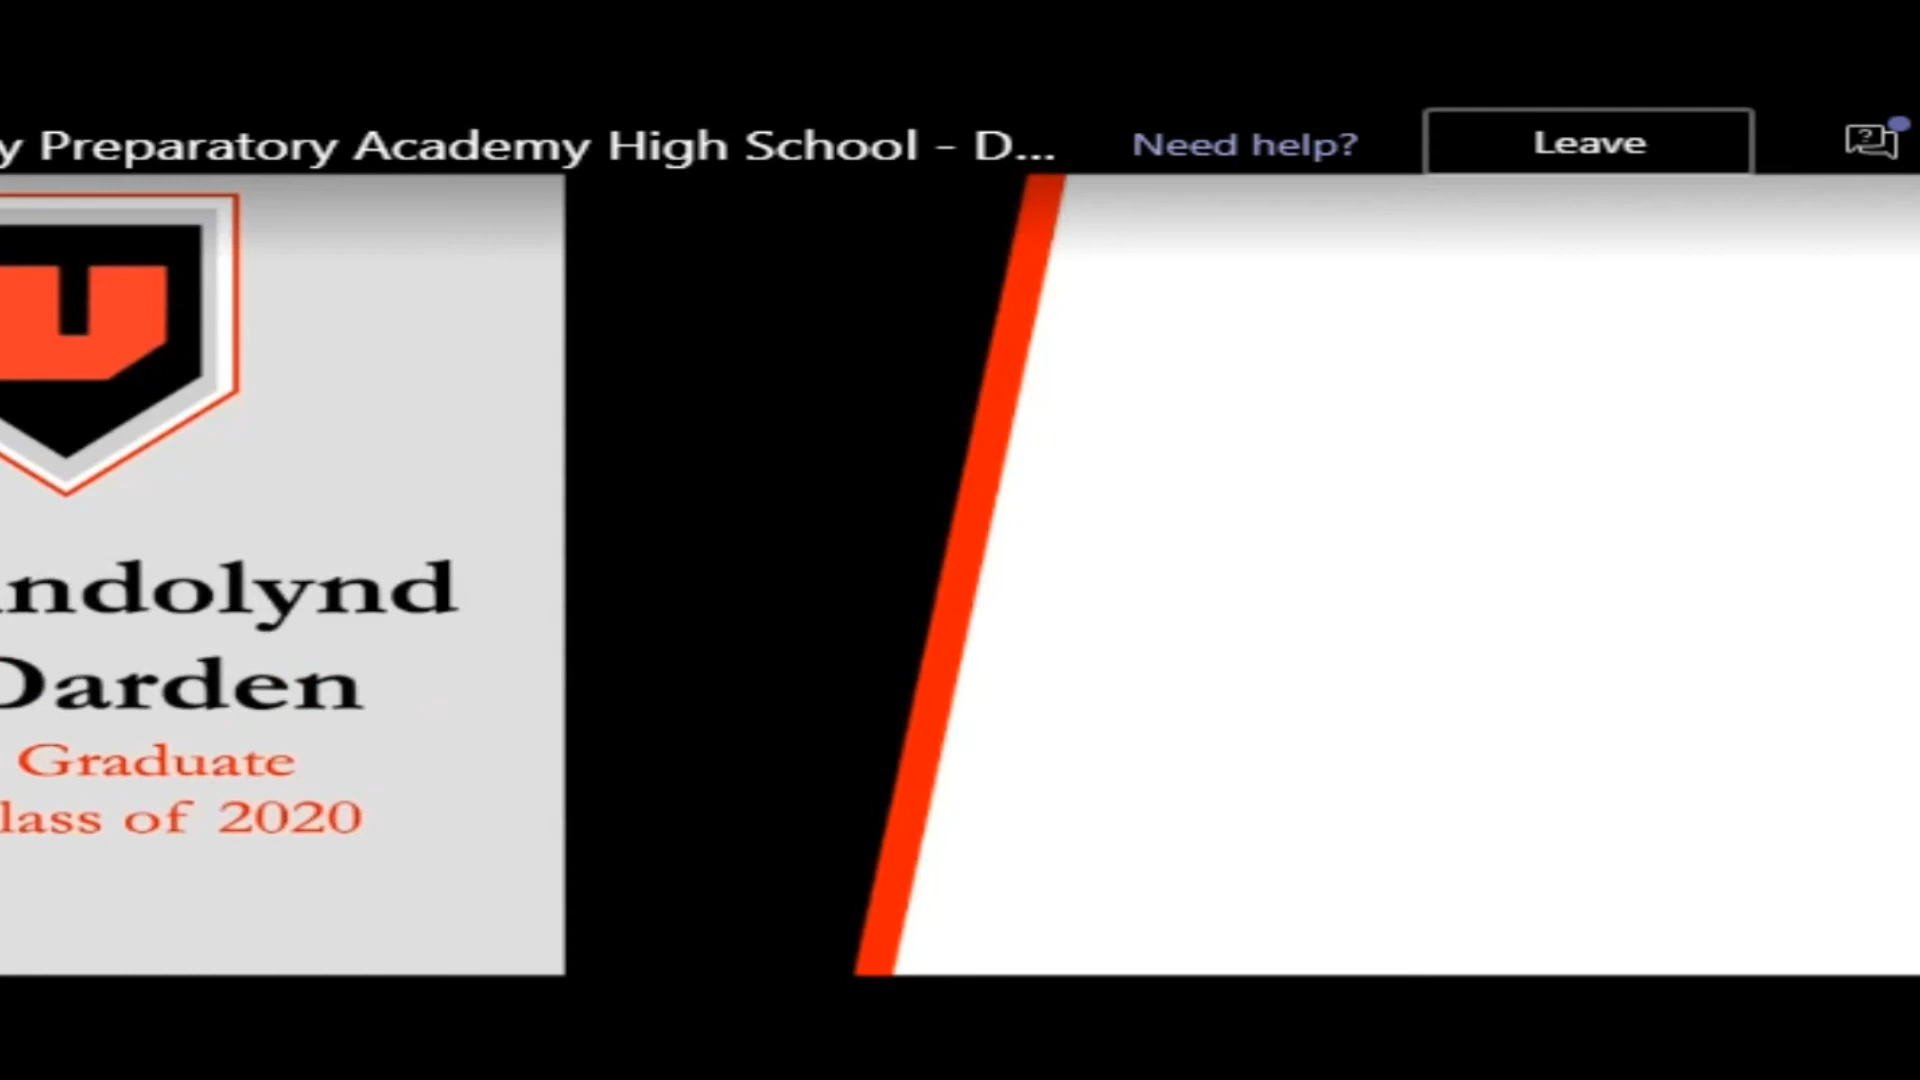 y Preparatory Academy High School - D...
Need help?
Leave
ndolynd
Darden
Graduate
lass of 2020